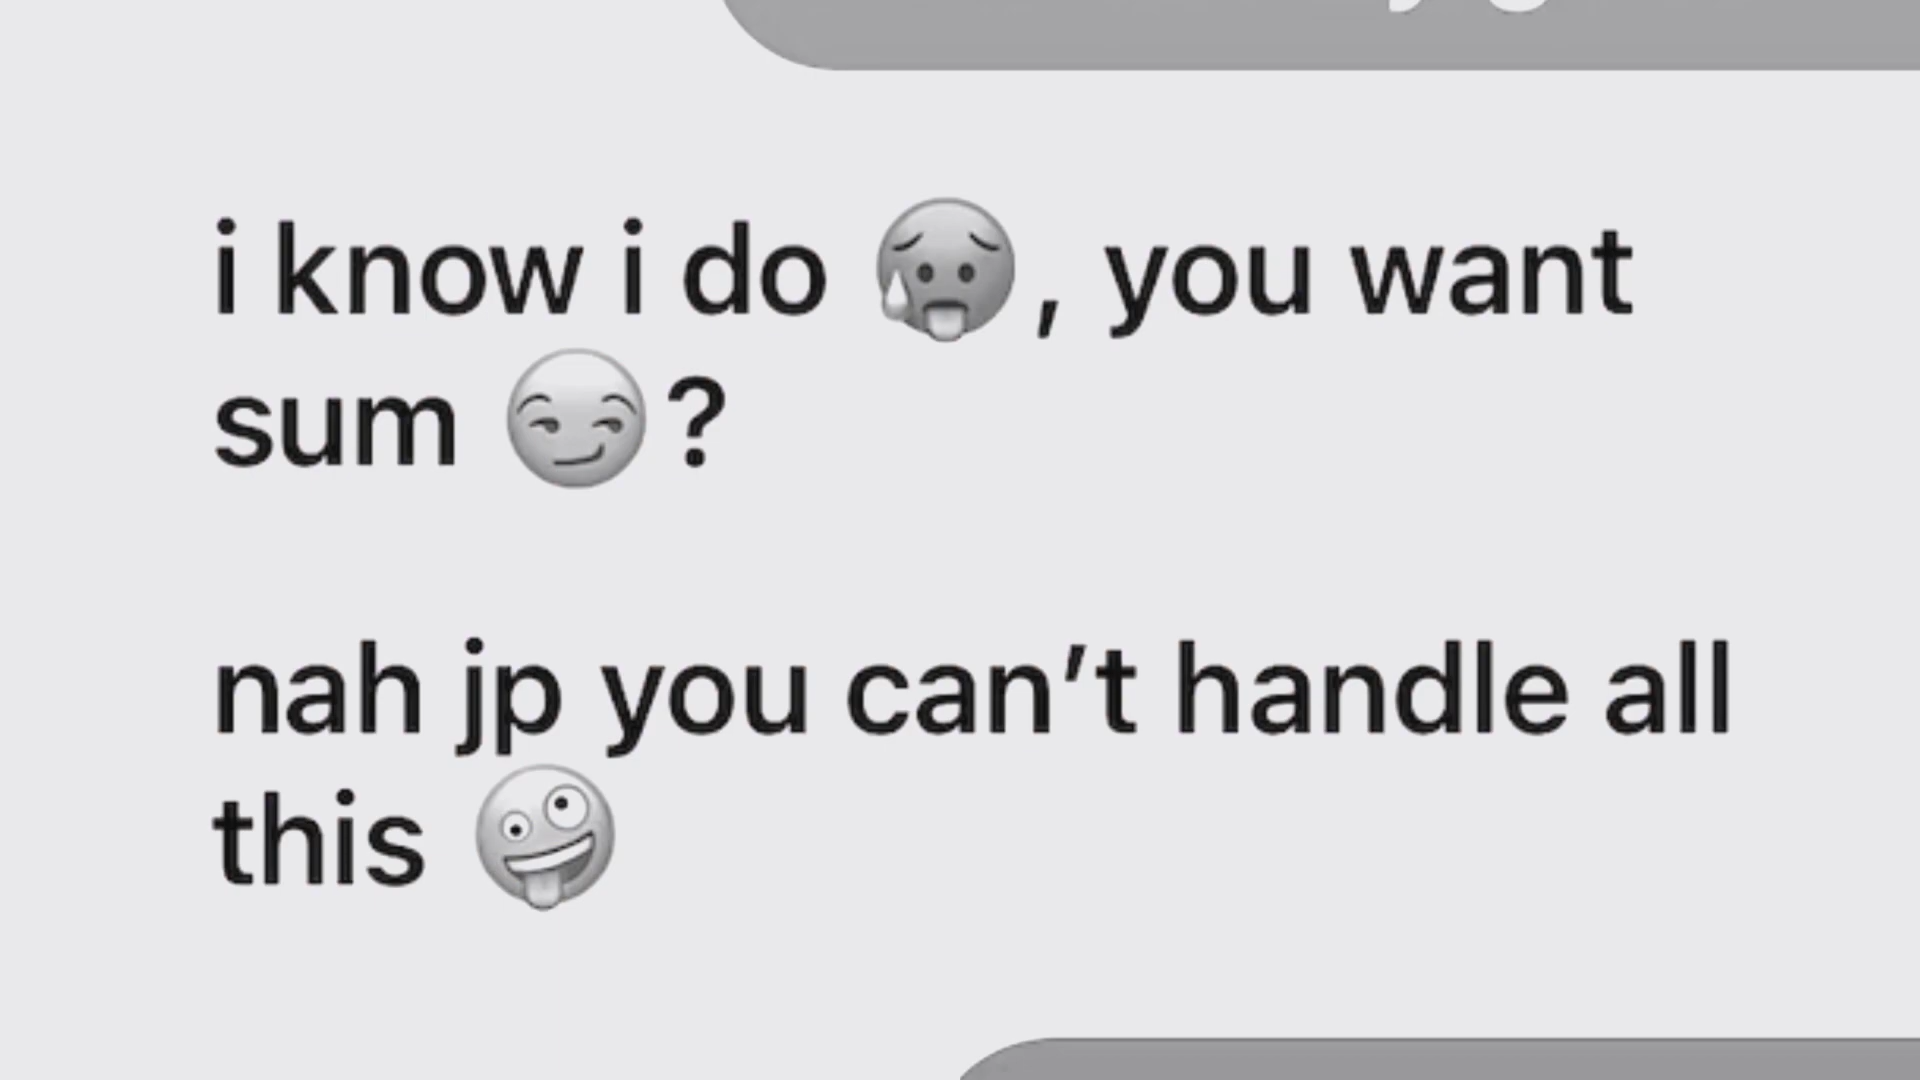 i know i do 🥵, you want
sum 😏?
nah jp you can’t handle all
this 🤪